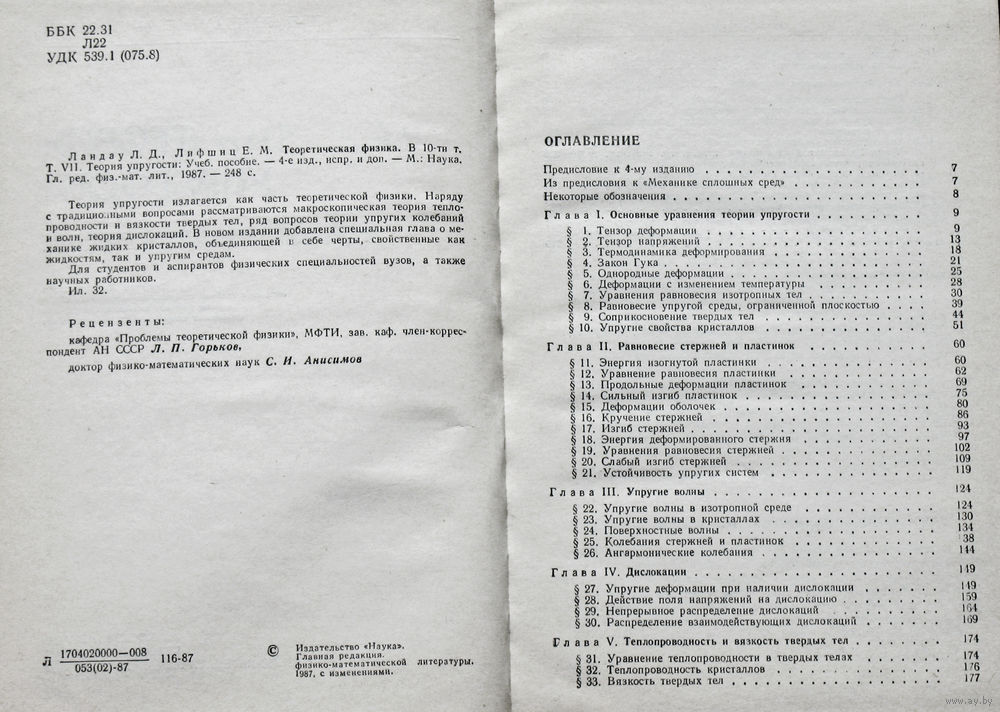 ББК 22.31
Л22
УДК 539.1 (075.8)
Ландау Л. Д., Лифшиц Е. М. Теоретическая физика. В 10-ти т.
Т. VII. Теория упругости: Учеб. пособие. — 4-е изд., испр. и доп. — М.: Наука.
Гл. ред. физ.-мат. лит., 1987. — 248 с.
Теория упругости излагается как часть теоретической физики. Наряду
с традиционными вопросами рассматриваются макроскопическая теория тепло-
проводности и вязкости твердых тел, ряд вопросов теории упругих колебаний
и волн, теория дислокаций. В новом издании добавлена специальная глава о ме-
ханике жидких кристаллов, объединяющей в себе черты, свойственные как
жидкостям, так и упругим средам.
Для студентов и аспирантов физических специальностей вузов, а также
научных работников.
Ил. 32.
Рецензенты:
кафедра «Проблемы теоретической физики», МФТИ, зав. каф. член-коррес-
пондент АН СССР Л. П. Горьков,
доктор физико-математических наук С. И. Анисимов
Л 1704020000—008 116-87
053(02)-87
© Издательство «Наука».
Главная редакция.
физико-математической литературы,
1987, с изменениями.
ОГЛАВЛЕНИЕ
Предисловие к 4-му изданию . . . 7
Из предисловия к «Механике сплошных сред» . . . 7
Некоторые обозначения . . . 8
Глава I. Основные уравнения теории упругости . . . 9
§ 1. Тензор деформации . . . 9
§ 2. Тензор напряжений . . . 13
§ 3. Термодинамика деформирования . . . 18
§ 4. Закон Гука . . . 21
§ 5. Однородные деформации . . . 25
§ 6. Деформации с изменением температуры . . . 28
§ 7. Уравнения равновесия изотропных тел . . . 30
§ 8. Равновесие упругой среды, ограниченной плоскостью . . . 39
§ 9. Соприкосновение твердых тел . . . 44
§ 10. Упругие свойства кристаллов . . . 51
Глава II. Равновесие стержней и пластинок . . . 60
§ 11. Энергия изогнутой пластинки . . . 60
§ 12. Уравнение равновесия пластинки . . . 62
§ 13. Продольные деформации пластинок . . . 69
§ 14. Сильный изгиб пластинок . . . 75
§ 15. Деформации оболочек . . . 80
§ 16. Кручение стержней . . . 86
§ 17. Изгиб стержней . . . 93
§ 18. Энергия деформированного стержня . . . 97
§ 19. Уравнения равновесия стержней . . . 102
§ 20. Слабый изгиб стержней . . . 109
§ 21. Устойчивость упругих систем . . . 119
Глава III. Упругие волны . . . 124
§ 22. Упругие волны в изотропной среде . . . 124
§ 23. Упругие волны в кристаллах . . . 130
§ 24. Поверхностные волны . . . 134
§ 25. Колебания стержней и пластинок . . . 38
§ 26. Ангармонические колебания . . . 144
Глава IV. Дислокации . . . 149
§ 27. Упругие деформации при наличии дислокации . . . 149
§ 28. Действие поля напряжений на дислокацию . . . 159
§ 29. Непрерывное распределение дислокаций . . . 164
§ 30. Распределение взаимодействующих дислокаций . . . 169
Глава V. Теплопроводность и вязкость твердых тел . . . 174
§ 31. Уравнение теплопроводности в твердых телах . . . 174
§ 32. Теплопроводность кристаллов . . . 176
§ 33. Вязкость твердых тел . . . 177
www.ay.by